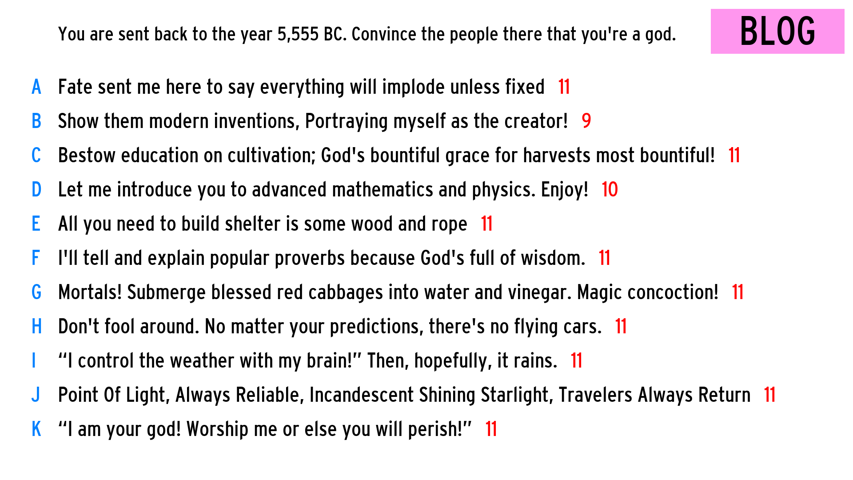 You are sent back to the year 5,555 BC. Convince the people there that you're a god. BLOG
A Fate sent me here to say everything will implode unless fixed 11
B Show them modern inventions, Portraying myself as the creator! 9
C Bestow education on cultivation; God's bountiful grace for harvests most bountiful! 11
D Let me introduce you to advanced mathematics and physics. Enjoy! 10
E All you need to build shelter is some wood and rope 11
F I'll tell and explain popular proverbs because God's full of wisdom. 11
G Mortals! Submerge blessed red cabbages into water and vinegar. Magic concoction! 11
H Don't fool around. No matter your predictions, there's no flying cars. 11
I “I control the weather with my brain!” Then, hopefully, it rains. 11
J Point Of Light, Always Reliable, Incandescent Shining Starlight, Travelers Always Return 11
K “I am your god! Worship me or else you will perish!” 11